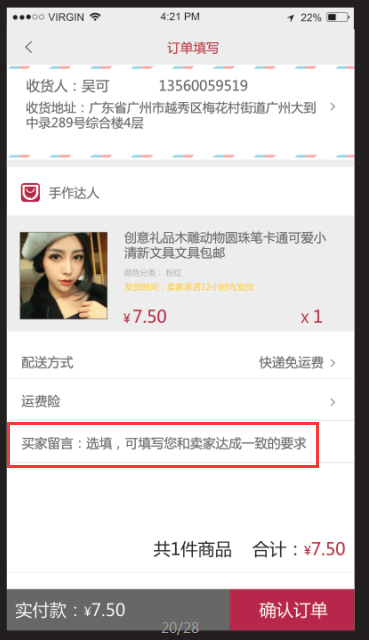 VIRGIN 4:21 PM 22%
订单填写
收货人：吴可 13560059519
收货地址：广东省广州市越秀区梅花村街道广州大到
中录289号综合楼4层
手作达人
创意礼品木雕动物圆珠笔卡通可爱小
清新文具文具包邮
颜色分类： 粉红
发货时间：卖家承诺12小时内发货
¥7.50 x 1
配送方式 快递免运费
运费险
买家留言：选填，可填写您和卖家达成一致的要求
共1件商品 合计：¥7.50
实付款：¥7.50 确认订单
20/28